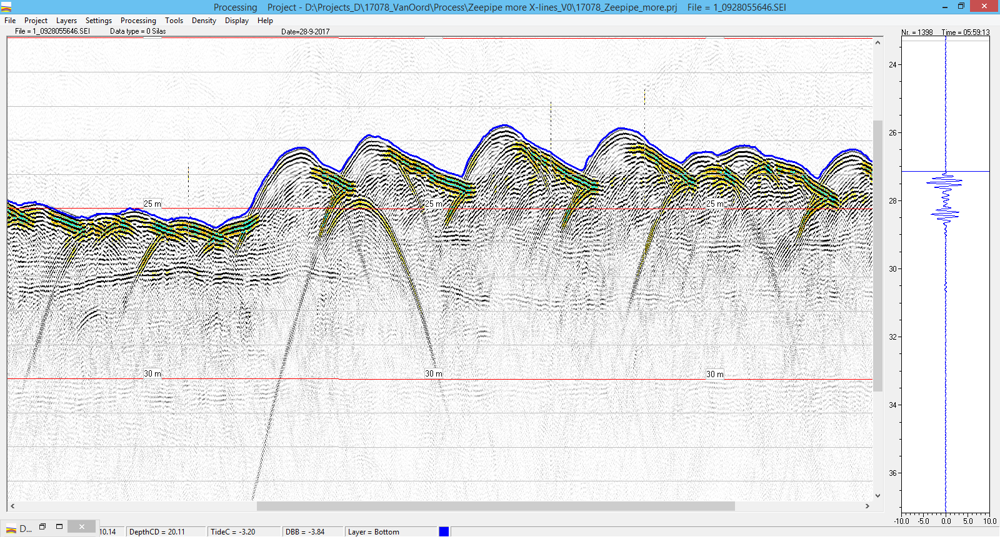 Processing    Project - D:\Projects_D\17078_VanOord\Process\Zeepipe more X-lines_V0\17078_Zeepipe_more.prj    File = 1_0928055646.SEI
File Project Layers Settings Processing Tools Density Display Help
File = 1_0928055646.SEI Data type = 0 Silas Date=28-9-2017 Nr. = 1398 Time = 05:59:13
24
26
28
25 m 25 m 25 m
30
32
30 m 30 m 30 m
34
36
-10.0 -5.0 0.0 5.0 10.0
D... 10.14 DepthCD = 20.11 TideC = -3.20 DBB = -3.84 Layer = Bottom